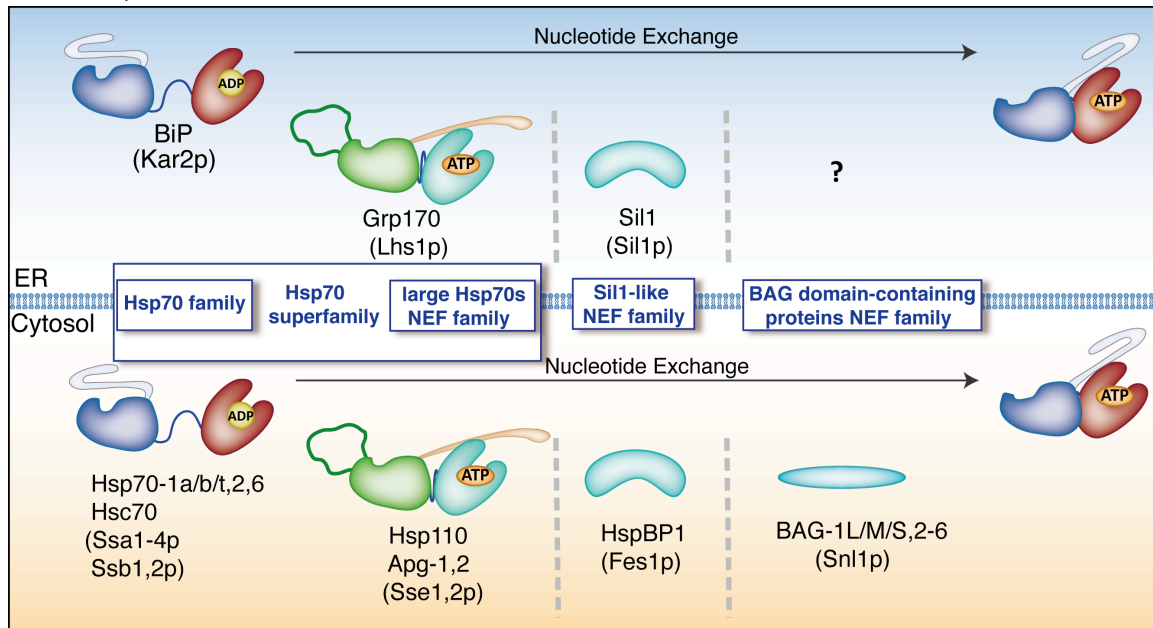 Nucleotide Exchange
ADP
ATP
BiP
(Kar2p)
ATP
?
Grp170
(Lhs1p)
Sil1
(Sil1p)
ER
Hsp70 family
Hsp70
superfamily
large Hsp70s
NEF family
Sil1-like
NEF family
BAG domain-containing
proteins NEF family
Cytosol
Nucleotide Exchange
ADP
ATP
ATP
Hsp70-1a/b/t,2,6
Hsc70
(Ssa1-4p
Ssb1,2p)
Hsp110
Apg-1,2
(Sse1,2p)
HspBP1
(Fes1p)
BAG-1L/M/S,2-6
(Snl1p)